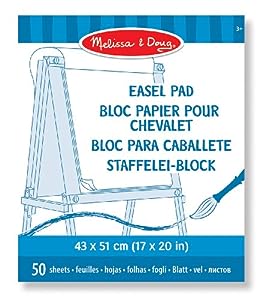 Melissa & Doug
3+
EASEL PAD
BLOC PAPIER POUR
CHEVALET
BLOC PARA CABALLETE
STAFFELEI-BLOCK
43 x 51 cm (17 x 20 in)
50 sheets • feuilles • hojas • folhas • fogli • Blatt • vel • листов